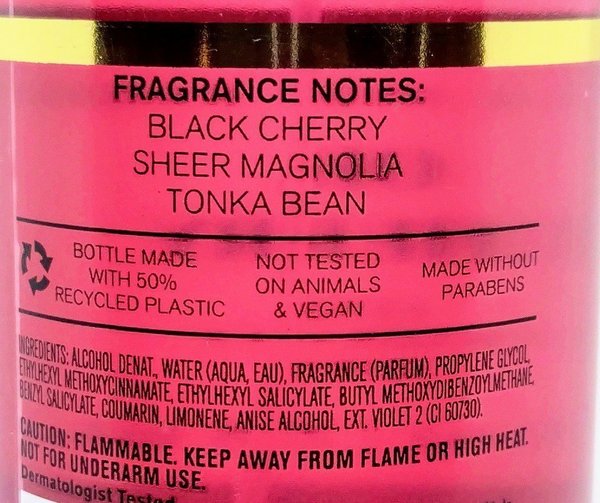 FRAGRANCE NOTES:
BLACK CHERRY
SHEER MAGNOLIA
TONKA BEAN
BOTTLE MADE
WITH 50%
RECYCLED PLASTIC
NOT TESTED
ON ANIMALS
& VEGAN
MADE WITHOUT
PARABENS
INGREDIENTS: ALCOHOL DENAT., WATER (AQUA, EAU), FRAGRANCE (PARFUM), PROPYLENE GLYCOL,
ETHYLHEXYL METHOXYCINNAMATE, ETHYLHEXYL SALICYLATE, BUTYL METHOXYDIBENZOYLMETHANE,
BENZYL SALICYLATE, COUMARIN, LIMONENE, ANISE ALCOHOL, EXT. VIOLET 2 (CI 60730).
CAUTION: FLAMMABLE. KEEP AWAY FROM FLAME OR HIGH HEAT.
NOT FOR UNDERARM USE.
Dermatologist Tested